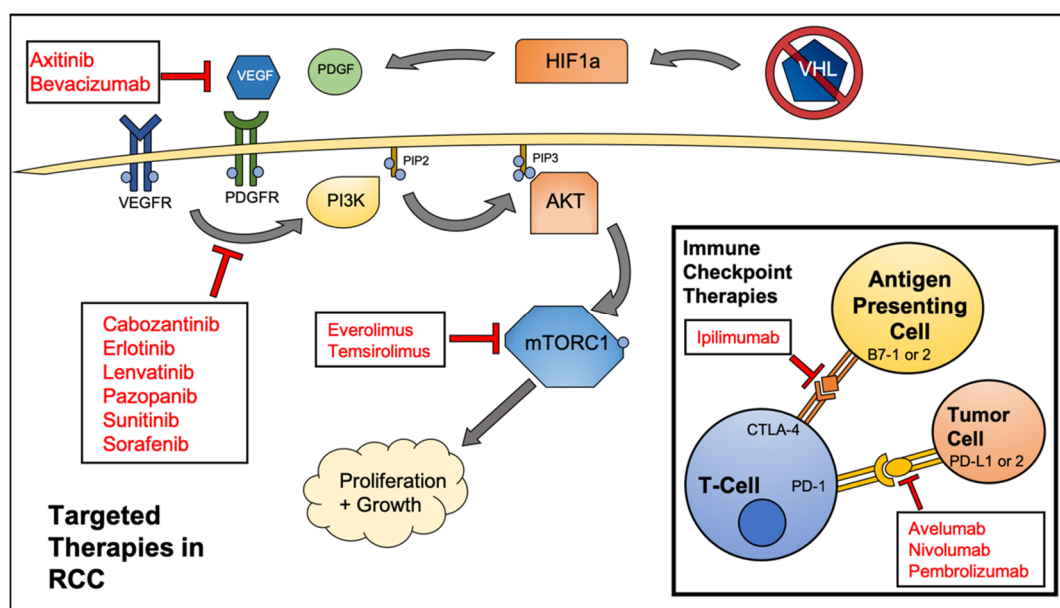 Axitinib
Bevacizumab
VEGF
PDGF
HIF1a
VHL
VEGFR
PDGFR
PI3K
PIP2
PIP3
AKT
Cabozantinib
Erlotinib
Lenvatinib
Pazopanib
Sunitinib
Sorafenib
Everolimus
Temsirolimus
mTORC1
Proliferation
+ Growth
Targeted
Therapies in
RCC
Immune
Checkpoint
Therapies
Ipilimumab
Antigen
Presenting
Cell
B7-1 or 2
CTLA-4
T-Cell
PD-1
Tumor
Cell
PD-L1 or 2
Avelumab
Nivolumab
Pembrolizumab